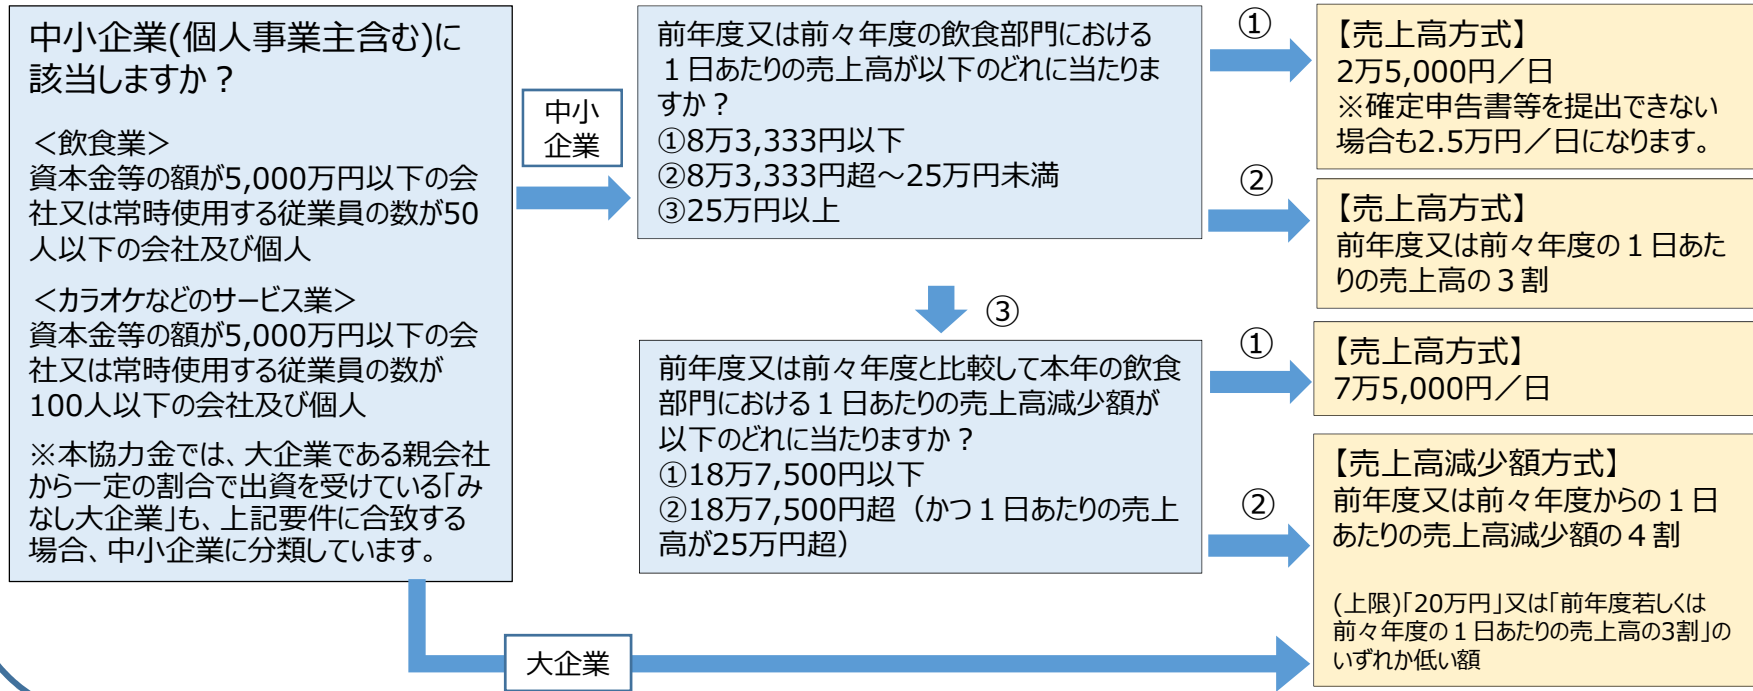 中小企業(個人事業主含む)に
該当しますか？
＜飲食業＞
資本金等の額が5,000万円以下の会
社又は常時使用する従業員の数が50
人以下の会社及び個人
＜カラオケなどのサービス業＞
資本金等の額が5,000万円以下の会
社又は常時使用する従業員の数が
100人以下の会社及び個人
※本協力金では、大企業である親会社
から一定の割合で出資を受けている「み
なし大企業」も、上記要件に合致する
場合、中小企業に分類しています。
中小
企業
前年度又は前々年度の飲食部門における
１日あたりの売上高が以下のどれに当たりま
すか？
①8万3,333円以下
②8万3,333円超～25万円未満
③25万円以上
①
【売上高方式】
2万5,000円／日
※確定申告書等を提出できない
場合も2.5万円／日になります。
②
【売上高方式】
前年度又は前々年度の１日あた
りの売上高の３割
③
前年度又は前々年度と比較して本年の飲食
部門における１日あたりの売上高減少額が
以下のどれに当たりますか？
①18万7,500円以下
②18万7,500円超（かつ１日あたりの売上
高が25万円超）
①
【売上高方式】
7万5,000円／日
②
【売上高減少額方式】
前年度又は前々年度からの１日
あたりの売上高減少額の４割
(上限)「20万円」又は「前年度若しくは
前々年度の１日あたりの売上高の3割」の
いずれか低い額
大企業